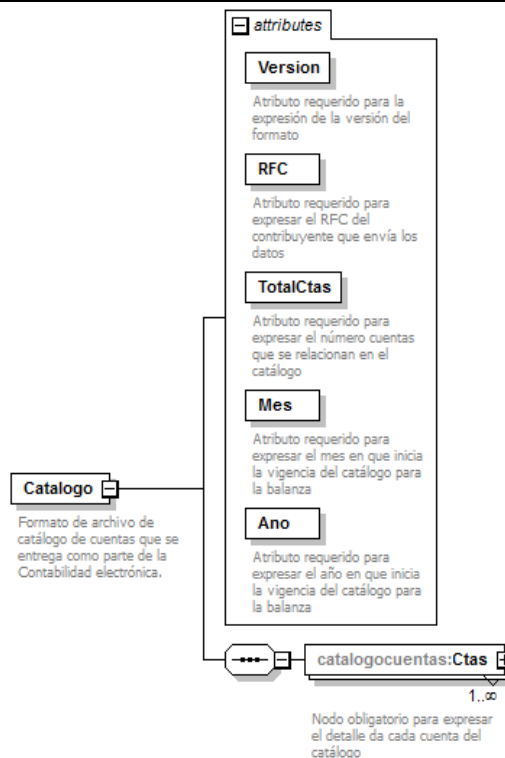 attributes
Version
Atributo requerido para la
expresión de la versión del
formato
RFC
Atributo requerido para
expresar el RFC del
contribuyente que envía los
datos
TotalCtas
Atributo requerido para
expresar el número cuentas
que se relacionan en el
catálogo
Mes
Atributo requerido para
expresar el mes en que inicia
la vigencia del catálogo para
la balanza
Ano
Atributo requerido para
expresar el año en que inicia
la vigencia del catálogo para
la balanza
Catalogo
Formato de archivo de
catálogo de cuentas que se
entrega como parte de la
Contabilidad electrónica.
catalogocuentas:Ctas
1..∞
Nodo obligatorio para expresar
el detalle da cada cuenta del
catálogo